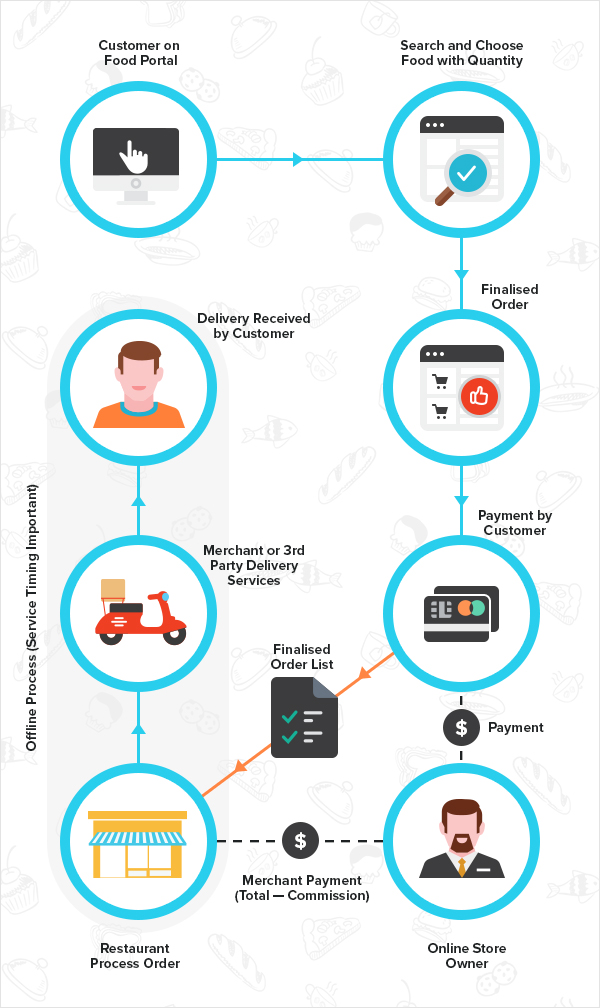 Customer on
Food Portal
Search and Choose
Food with Quantity
Finalised
Order
Delivery Received
by Customer
Payment by
Customer
Merchant or 3rd
Party Delivery
Services
Offline Process (Service Timing Important)
Finalised
Order List
$
Payment
$
Merchant Payment
(Total — Commission)
Restaurant
Process Order
Online Store
Owner